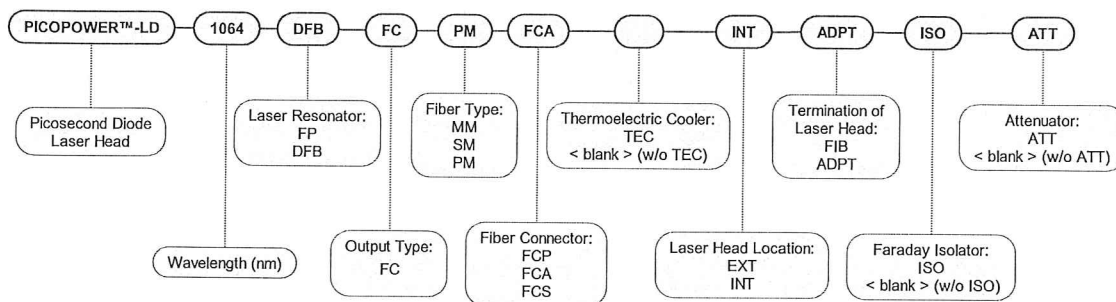 PICOPOWER™-LD 1064 DFB FC PM FCA INT ADPT ISO ATT
Picosecond Diode
Laser Head
Laser Resonator:
FP
DFB
Fiber Type:
MM
SM
PM
Thermoelectric Cooler:
TEC
< blank > (w/o TEC)
Termination of
Laser Head:
FIB
ADPT
Attenuator:
ATT
< blank > (w/o ATT)
Wavelength (nm)
Output Type:
FC
Fiber Connector:
FCP
FCA
FCS
Laser Head Location:
EXT
INT
Faraday Isolator:
ISO
< blank > (w/o ISO)